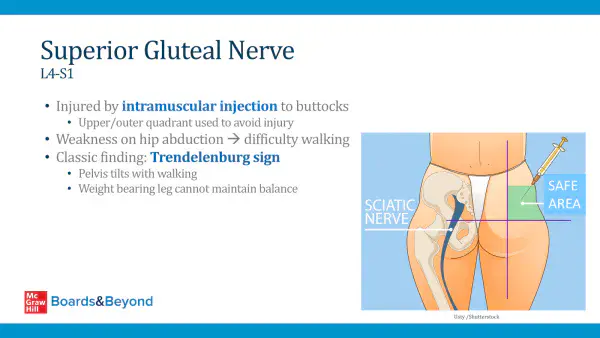 Superior Gluteal Nerve
L4-S1
• Injured by intramuscular injection to buttocks
• Upper/outer quadrant used to avoid injury
• Weakness on hip abduction → difficulty walking
• Classic finding: Trendelenburg sign
• Pelvis tilts with walking
• Weight bearing leg cannot maintain balance
SAFE
AREA
SCIATIC
NERVE
Mc
Graw
Hill
Boards&Beyond
Usty /Shutterstock